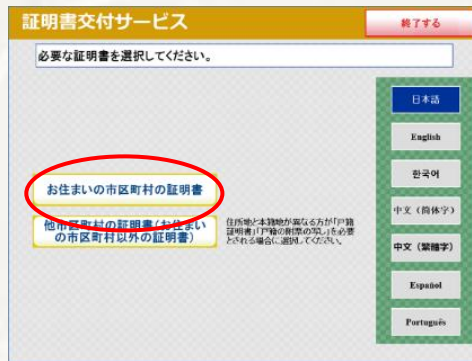 証明書交付サービス
終了する
必要な証明書を選択してください。
日本語
English
한국어
中文（简体字）
中文（繁體字）
Español
Português
お住まいの市区町村の証明書
他市区町村の証明書(お住まい
の市区町村以外の証明書)
住所地と本籍地が異なる方が「戸籍
証明書」「戸籍の附票の写し」を必要
とされる場合に選択してください。